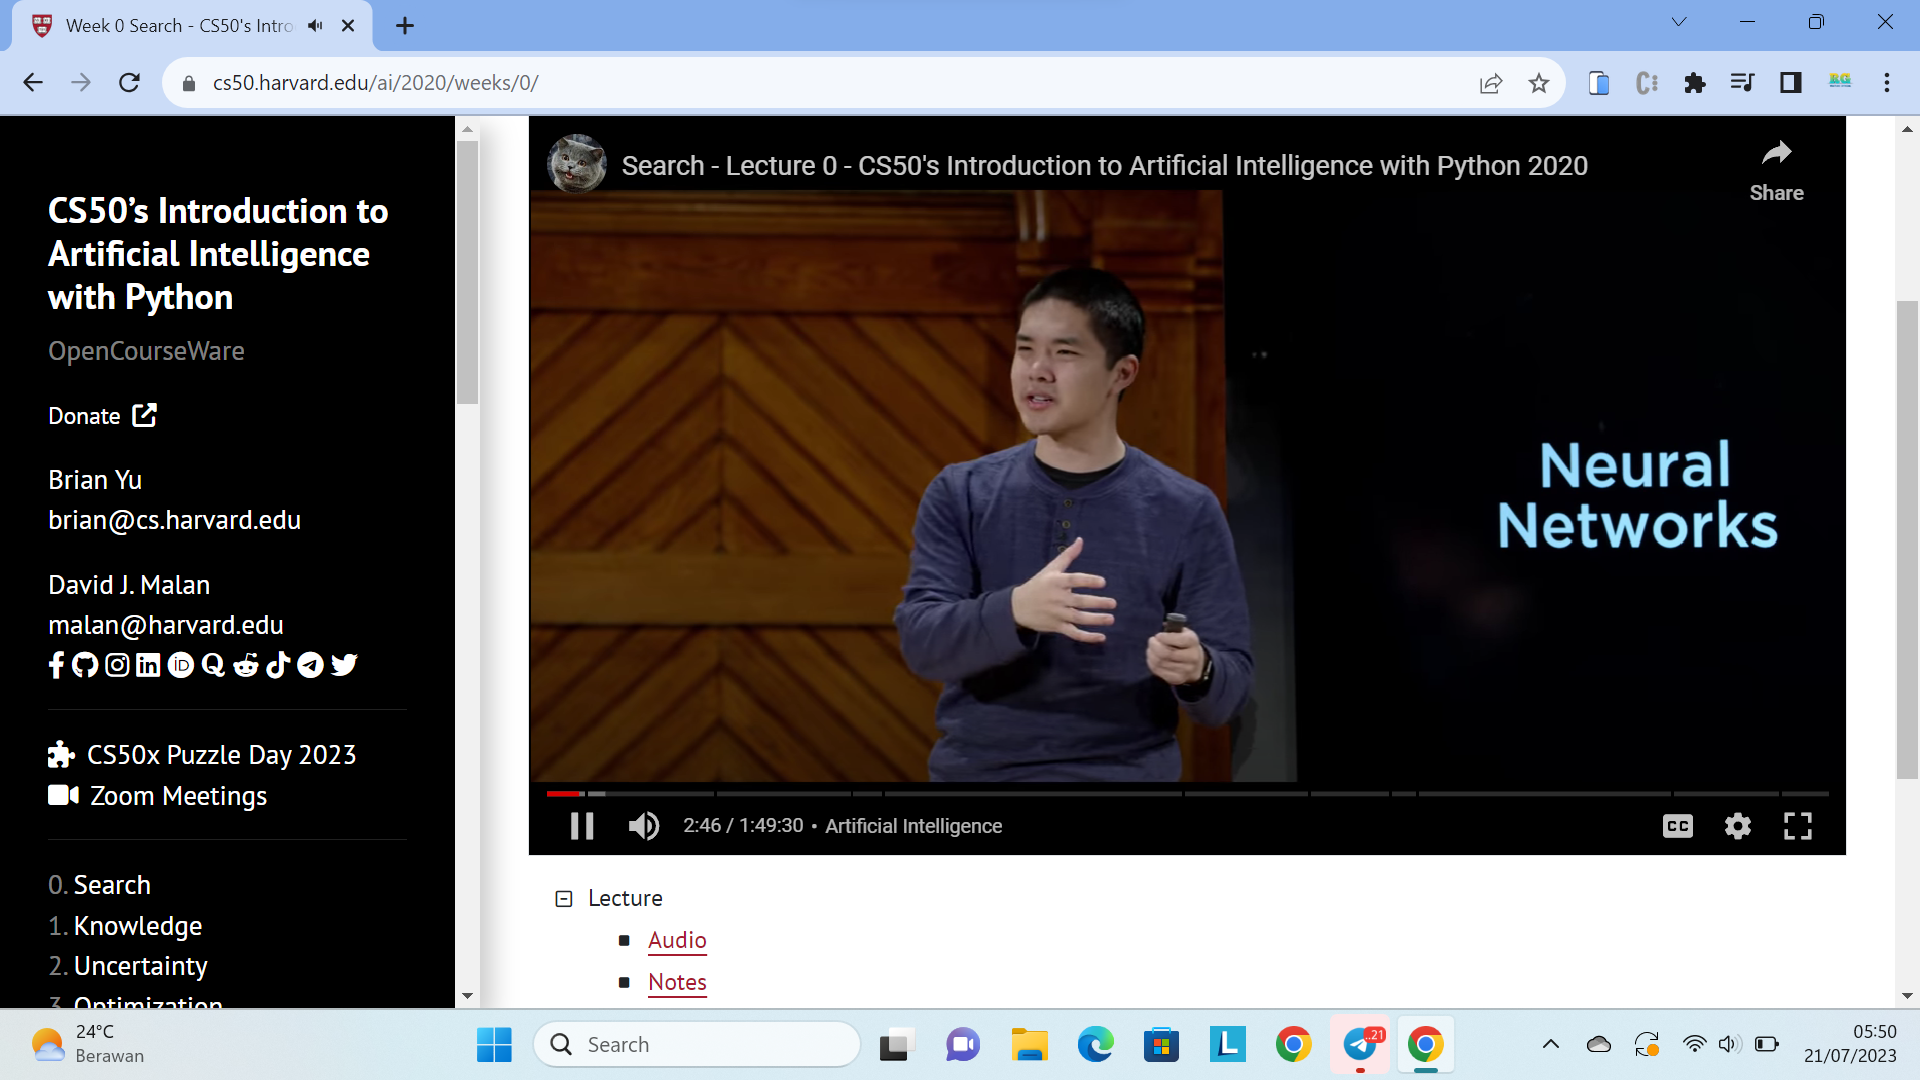 Week 0 Search - CS50's Intro
cs50.harvard.edu/ai/2020/weeks/0/
RG
CS50’s Introduction to
Artificial Intelligence
with Python
OpenCourseWare
Donate
Brian Yu
brian@cs.harvard.edu
David J. Malan
malan@harvard.edu
CS50x Puzzle Day 2023
Zoom Meetings
0. Search
1. Knowledge
2. Uncertainty
3. Optimization
Search - Lecture 0 - CS50's Introduction to Artificial Intelligence with Python 2020
Share
Neural
Networks
2:46 / 1:49:30 • Artificial Intelligence
CC
Lecture
Audio
Notes
24°C
Berawan
Search
L
..21
05:50
21/07/2023